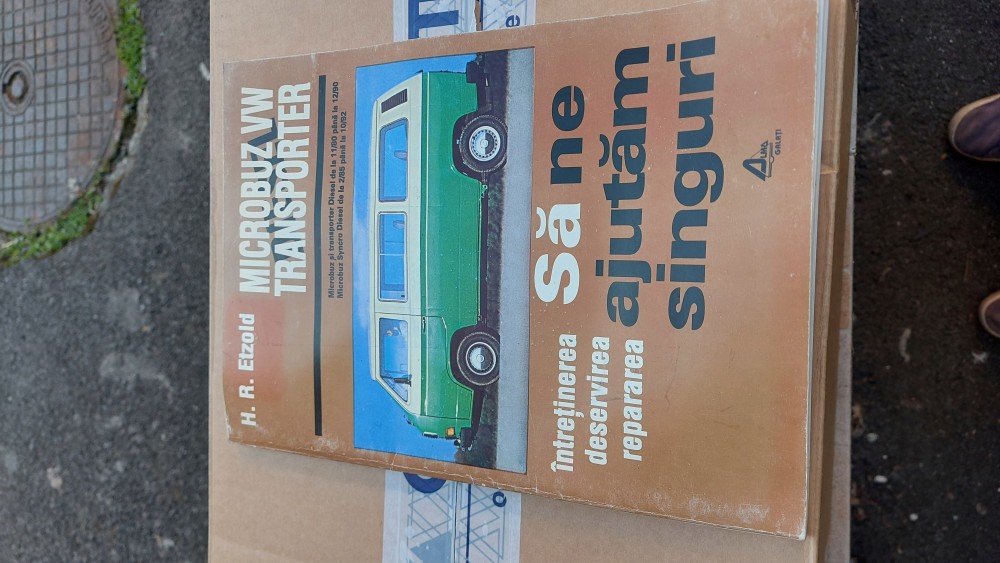 H. R. Etzold
MICROBUZ VW
TRANSPORTER
Microbuz și transporter Diesel de la 11/80 până la 12/90
Microbuz Syncro Diesel de la 2/85 până la 10/92
întreținerea
deservirea
repararea
Să ne
ajutăm
singuri
ALMA
GALAȚI